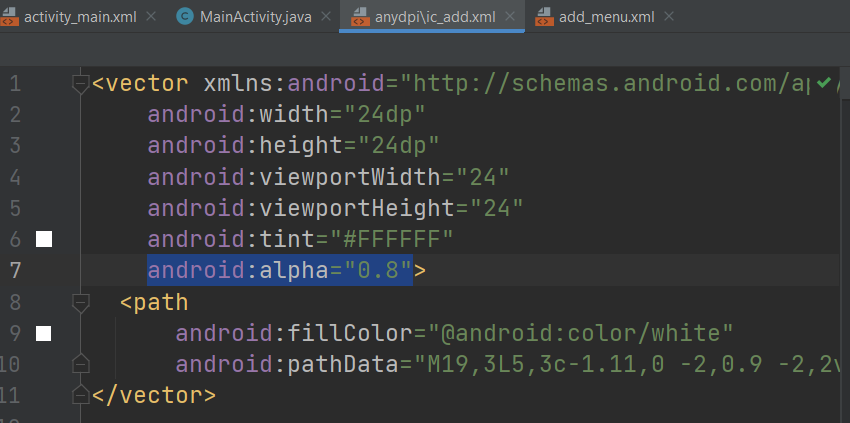 activity_main.xml MainActivity.java anydpi\ic_add.xml add_menu.xml
1 <vector xmlns:android="http://schemas.android.com/ap
2 android:width="24dp"
3 android:height="24dp"
4 android:viewportWidth="24"
5 android:viewportHeight="24"
6 android:tint="#FFFFFF"
7 android:alpha="0.8">
8 <path
9 android:fillColor="@android:color/white"
10 android:pathData="M19,3L5,3c-1.11,0 -2,0.9 -2,2v
11 </vector>